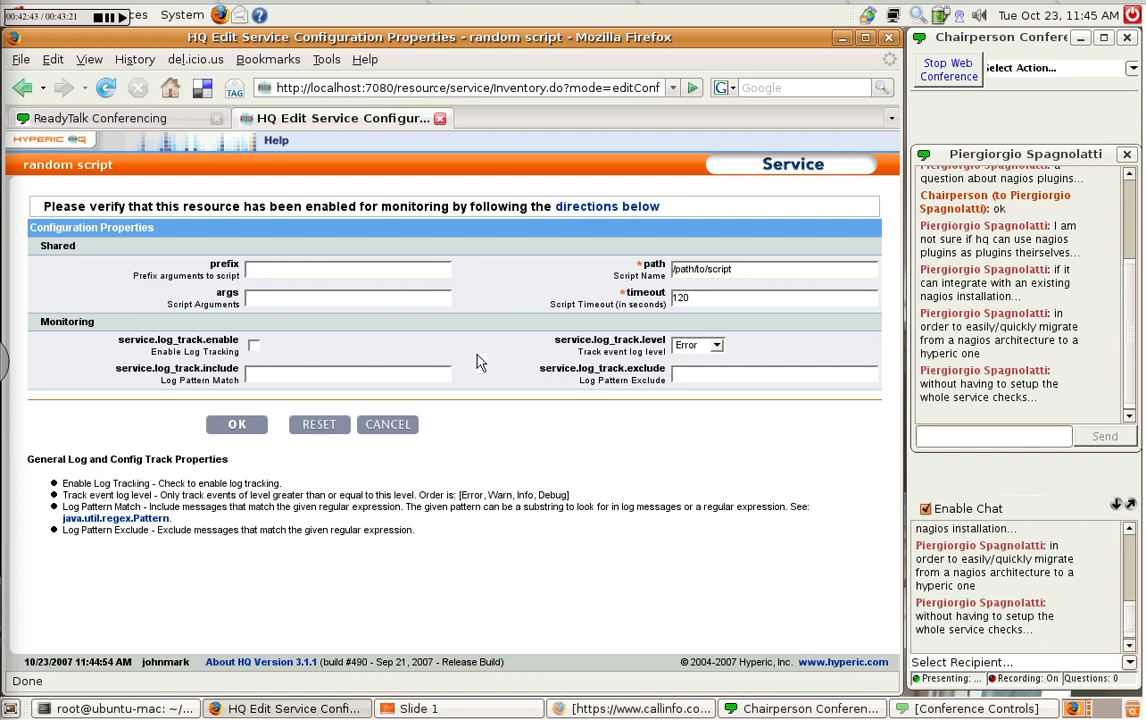 00:42:43 / 00:43:21
ces
System
Tue Oct 23, 11:45 AM
HQ Edit Service Configuration Properties - random script - Mozilla Firefox
File Edit View History del.icio.us Bookmarks Tools Help
TAG
http://localhost:7080/resource/service/Inventory.do?mode=editConf
G
Google
ReadyTalk Conferencing
HQ Edit Service Configur...
HYPERIC HQ
Help
random script
Service
Please verify that this resource has been enabled for monitoring by following the directions below
Configuration Properties
Shared
prefix
Prefix arguments to script
*path
Script Name
/path/to/script
args
Script Arguments
*timeout
Script Timeout (in seconds)
120
Monitoring
service.log_track.enable
Enable Log Tracking
service.log_track.level
Track event log level
Error
service.log_track.include
Log Pattern Match
service.log_track.exclude
Log Pattern Exclude
OK
RESET
CANCEL
General Log and Config Track Properties
Enable Log Tracking - Check to enable log tracking.
Track event log level - Only track events of level greater than or equal to this level. Order is: [Error, Warn, Info, Debug]
Log Pattern Match - Include messages that match the given regular expression. The given pattern can be a substring to look for in log messages or a regular expression. See:
java.util.regex.Pattern.
Log Pattern Exclude - Exclude messages that match the given regular expression.
10/23/2007 11:44:54 AM johnmark About HQ Version 3.1.1 (build #490 - Sep 21, 2007 - Release Build) © 2004-2007 Hyperic, Inc. www.hyperic.com
Done
Chairperson Confere
Stop Web
Conference
Select Action...
Piergiorgio Spagnolatti
Piergiorgio Spagnolatti: a
question about nagios plugins...
Chairperson (to Piergiorgio
Spagnolatti): ok
Piergiorgio Spagnolatti: I am
not sure if hq can use nagios
plugins as plugins theirselves...
Piergiorgio Spagnolatti: if it
can integrate with an existing
nagios installation...
Piergiorgio Spagnolatti: in
order to easily/quickly migrate
from a nagios architecture to a
hyperic one
Piergiorgio Spagnolatti:
without having to setup the
whole service checks...
Send
Enable Chat
nagios installation...
Piergiorgio Spagnolatti: in
order to easily/quickly migrate
from a nagios architecture to a
hyperic one
Piergiorgio Spagnolatti:
without having to setup the
whole service checks...
Select Recipient...
Presenting: ...
Recording: On
Questions: 0
root@ubuntu-mac: ~/...
HQ Edit Service Confi...
Slide 1
[https://www.callinfo.co...
Chairperson Conferen...
[Conference Controls]